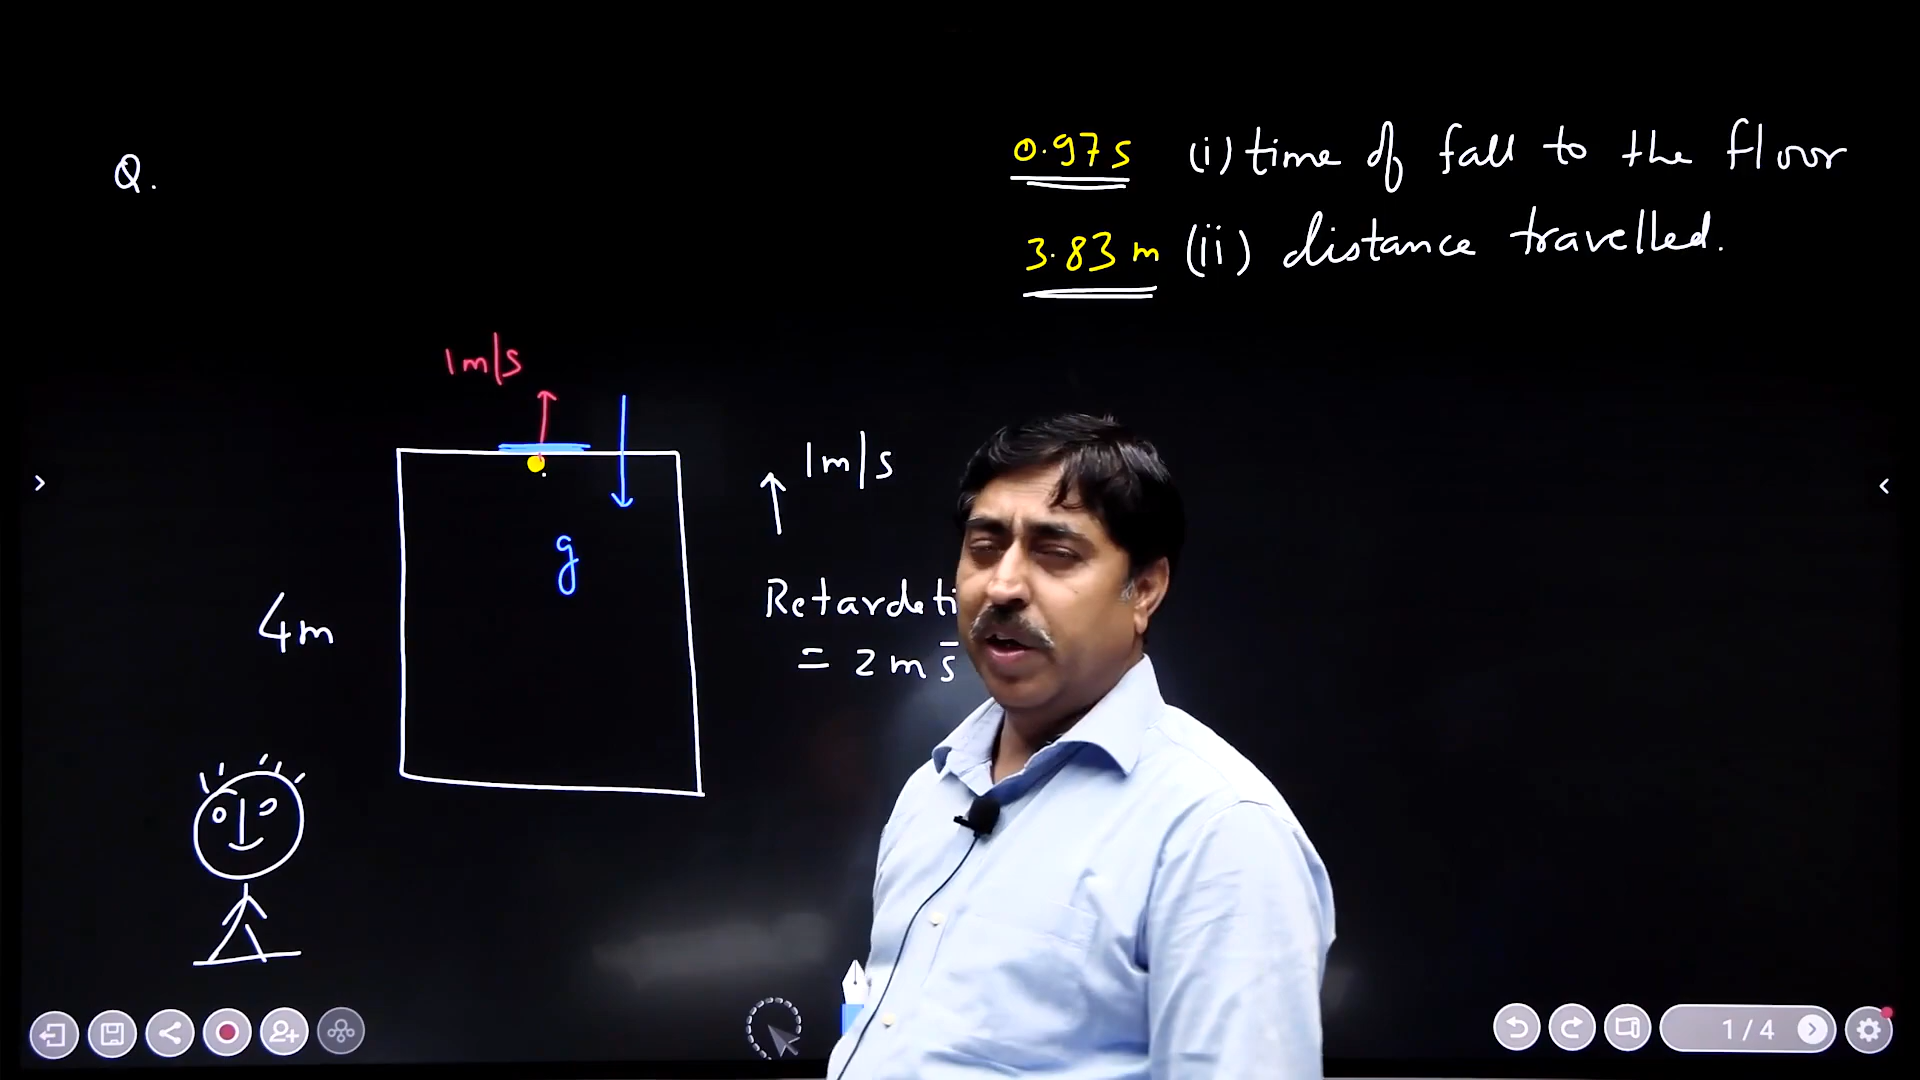 Q.
0.97 s (i) time of fall to the floor
3.83 m (ii) distance travelled.
1m/s
1m/s
g
Retardati
= 2 m s̄
4m
1/4